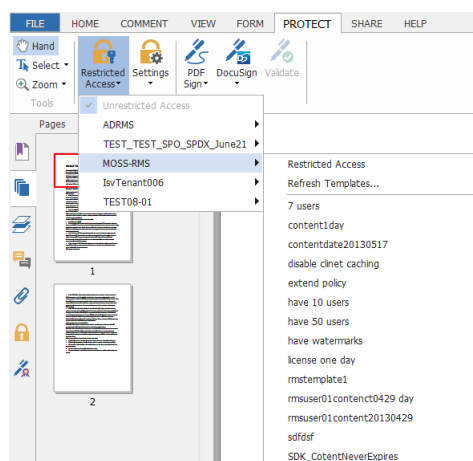 FILE HOME COMMENT VIEW FORM PROTECT SHARE HELP
Hand
Select
Zoom
Tools
Restricted Access
Settings
PDF Sign
DocuSign
Validate
Unrestricted Access
ADRMS
TEST_TEST_SPO_SPDX_June21
MOSS-RMS
IsvTenant006
TEST08-01
Restricted Access
Refresh Templates...
7 users
content1day
contentdate20130517
disable clinet caching
extend policy
have 10 users
have 50 users
have watermarks
license one day
rmstemplate1
rmsuser01contenct0429 day
rmsuser01content20130429
sdfdsf
SDK_CotentNeverExpires
Pages
1
2